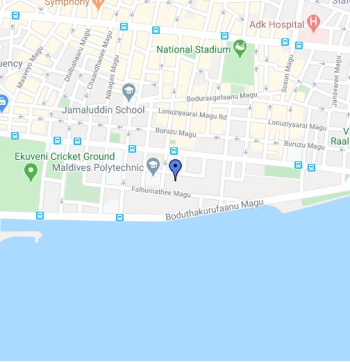 Symphony
Adk Hospital
National Stadium
Majeedhee Magu
Dhilbahaaru Magu
Chaandhanee Magu
Nikagas Magu
Sosun Magu
Janavaree Magu
uency
Jamaluddin School
Bodurasgefaanu Magu
Lonuziyaarai Magu Rd
Lonuziyaarai Magu
Buruzu Magu
Buruzu Magu
V
Raal
Ekuveni Cricket Ground
Maldives Polytechnic
Falhumathee Magu
Boduthakurufaanu Magu